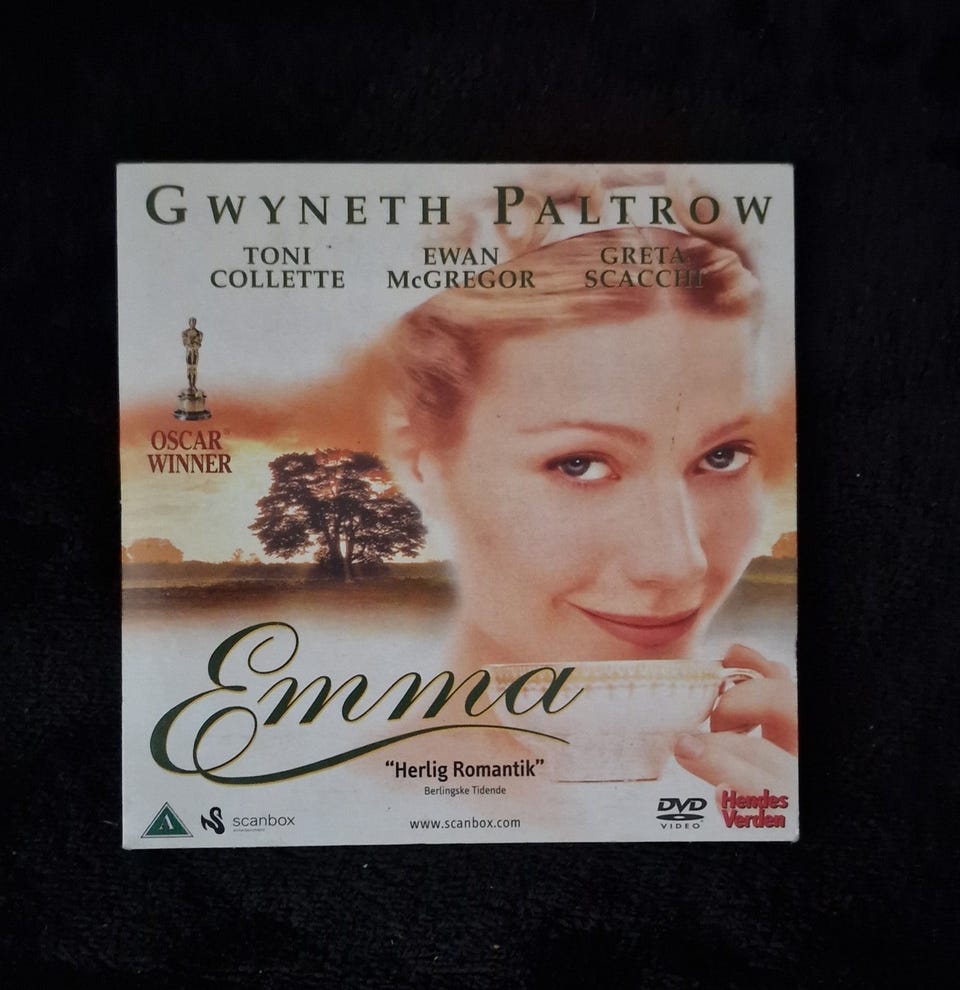 GWYNETH PALTROW
TONI COLLETTE
EWAN McGREGOR
GRETA SCACCHI
OSCAR®
WINNER
Emma
"Herlig Romantik"
Berlingske Tidende
A
scanbox
entertainment
www.scanbox.com
DVD
VIDEO
Hendes
Verden